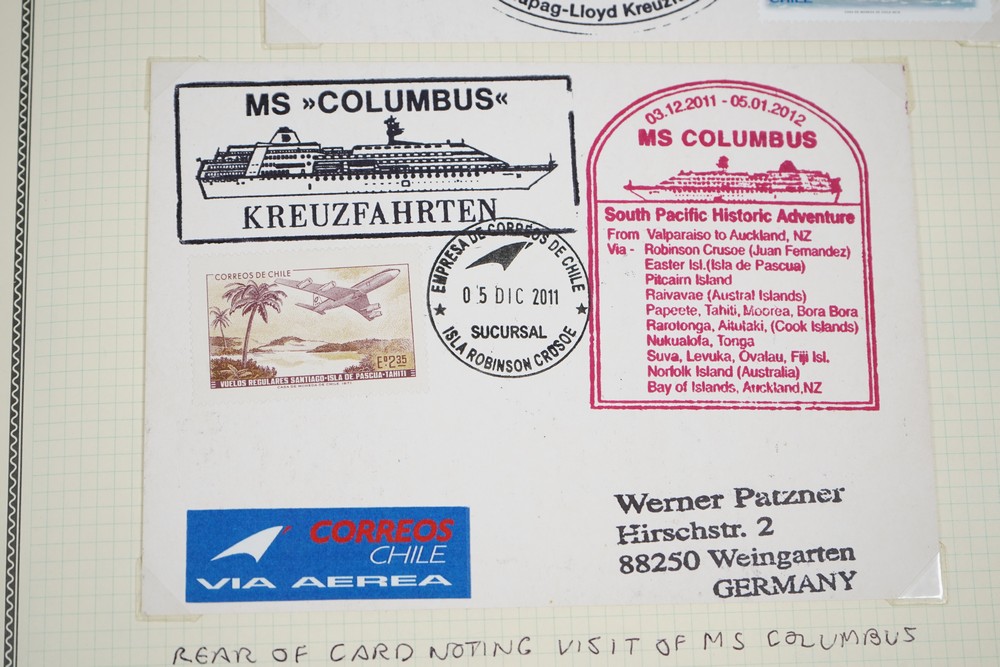 apag-Lloyd Kreuzf
CHILE
MS »COLUMBUS«
KREUZFAHRTEN
03.12.2011 - 05.01.2012
MS COLUMBUS
South Pacific Historic Adventure
From Valparaiso to Auckland, NZ
Via - Robinson Crusoe (Juan Fernandez)
Easter Isl.(Isla de Pascua)
Pitcairn Island
Raivavae (Austral Islands)
Papeete, Tahiti, Moorea, Bora Bora
Rarotonga, Aitutaki, (Cook Islands)
Nukualofa, Tonga
Suva, Levuka, Ovalau, Fiji Isl.
Norfolk Island (Australia)
Bay of Islands, Auckland,NZ
EMPRESA DE CORREOS DE CHILE
05 DIC 2011
SUCURSAL
ISLA ROBINSON CROSOE
CORREOS DE CHILE
Eº2.35
VUELOS REGULARES SANTIAGO-ISLA DE PASCUA-TAHITI
CORREOS
CHILE
VIA AEREA
Werner Patzner
Hirschstr. 2
88250 Weingarten
GERMANY
REAR OF CARD NOTING VISIT OF MS COLUMBUS